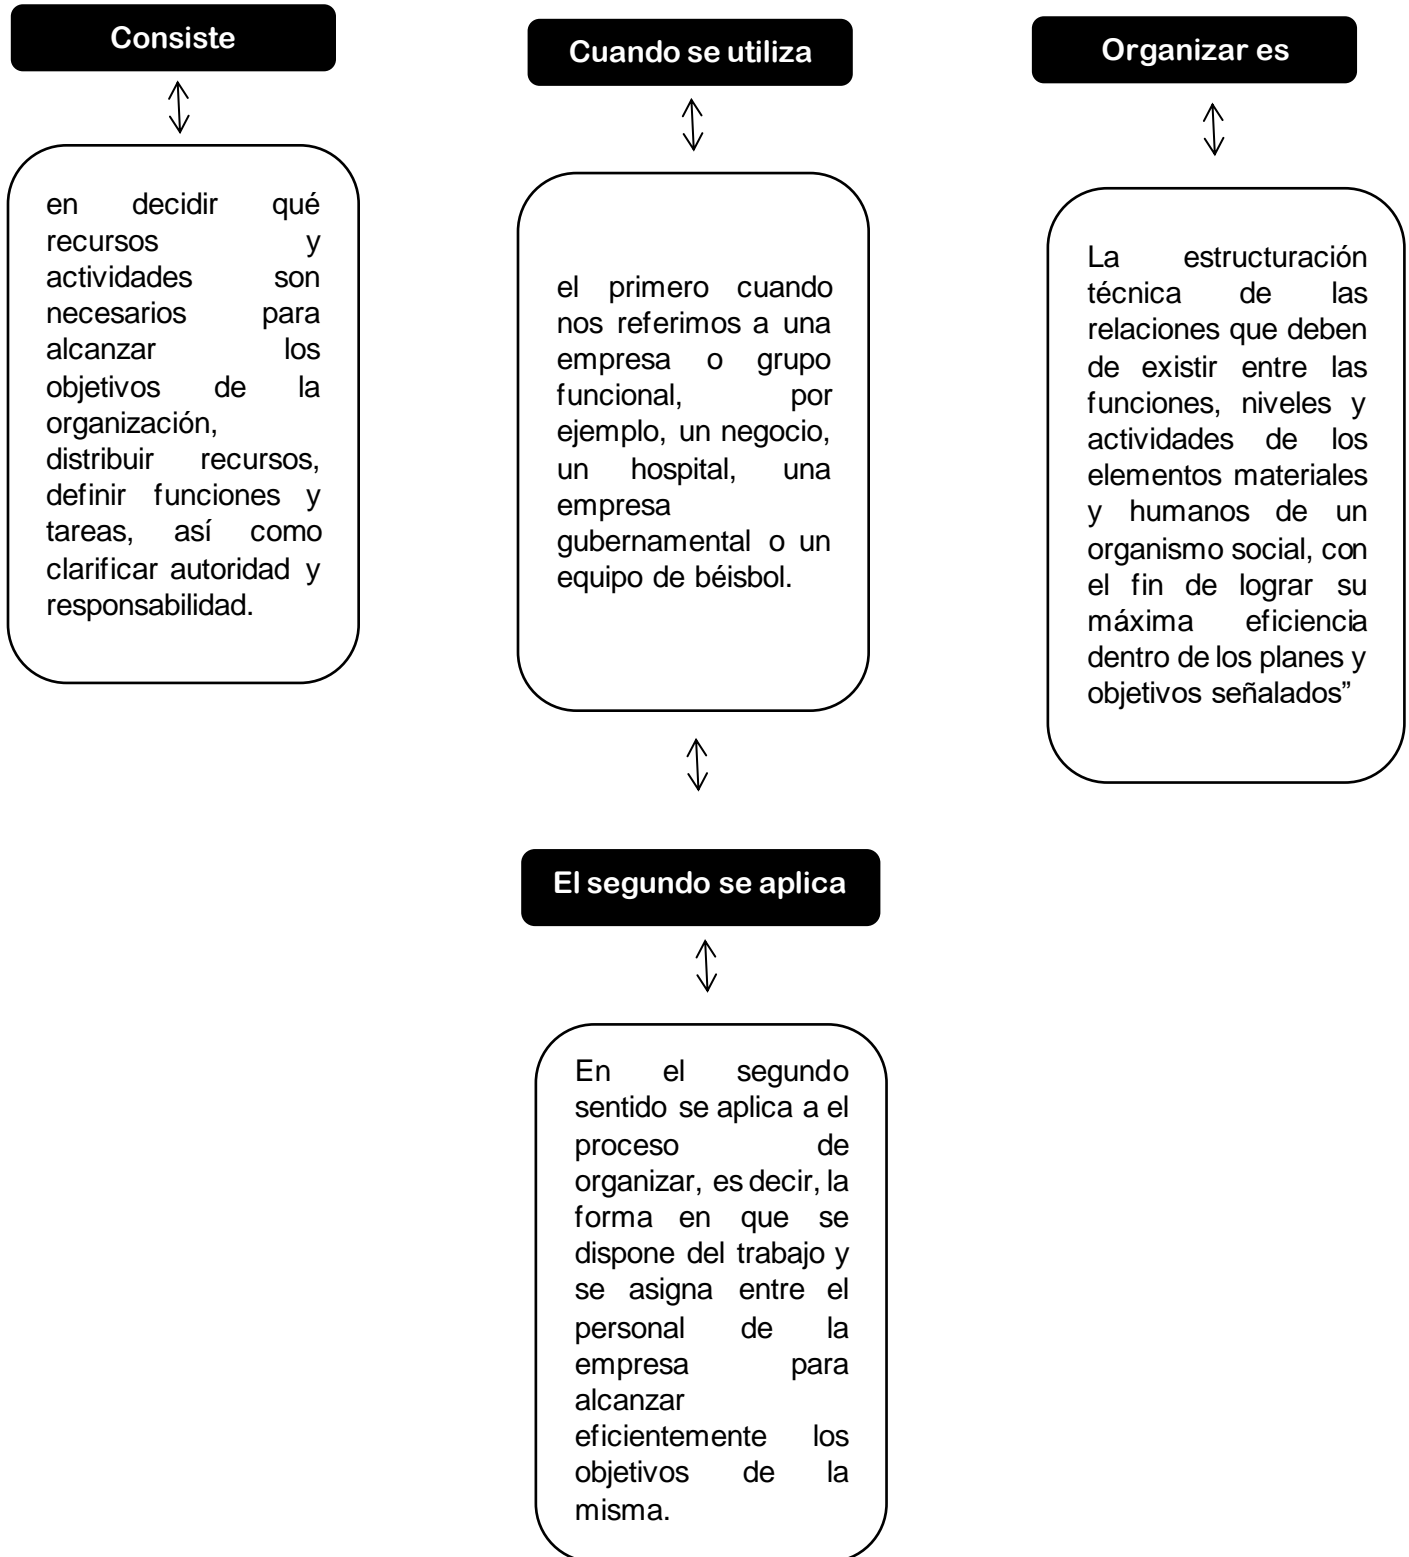 Consiste
en decidir qué
recursos y
actividades son
necesarios para
alcanzar los
objetivos de la
organización,
distribuir recursos,
definir funciones y
tareas, así como
clarificar autoridad y
responsabilidad.
Cuando se utiliza
el primero cuando
nos referimos a una
empresa o grupo
funcional, por
ejemplo, un negocio,
un hospital, una
empresa
gubernamental o un
equipo de béisbol.
El segundo se aplica
En el segundo
sentido se aplica a el
proceso de
organizar, es decir, la
forma en que se
dispone del trabajo y
se asigna entre el
personal de la
empresa para
alcanzar
eficientemente los
objetivos de la
misma.
Organizar es
La estructuración
técnica de las
relaciones que deben
de existir entre las
funciones, niveles y
actividades de los
elementos materiales
y humanos de un
organismo social, con
el fin de lograr su
máxima eficiencia
dentro de los planes y
objetivos señalados”